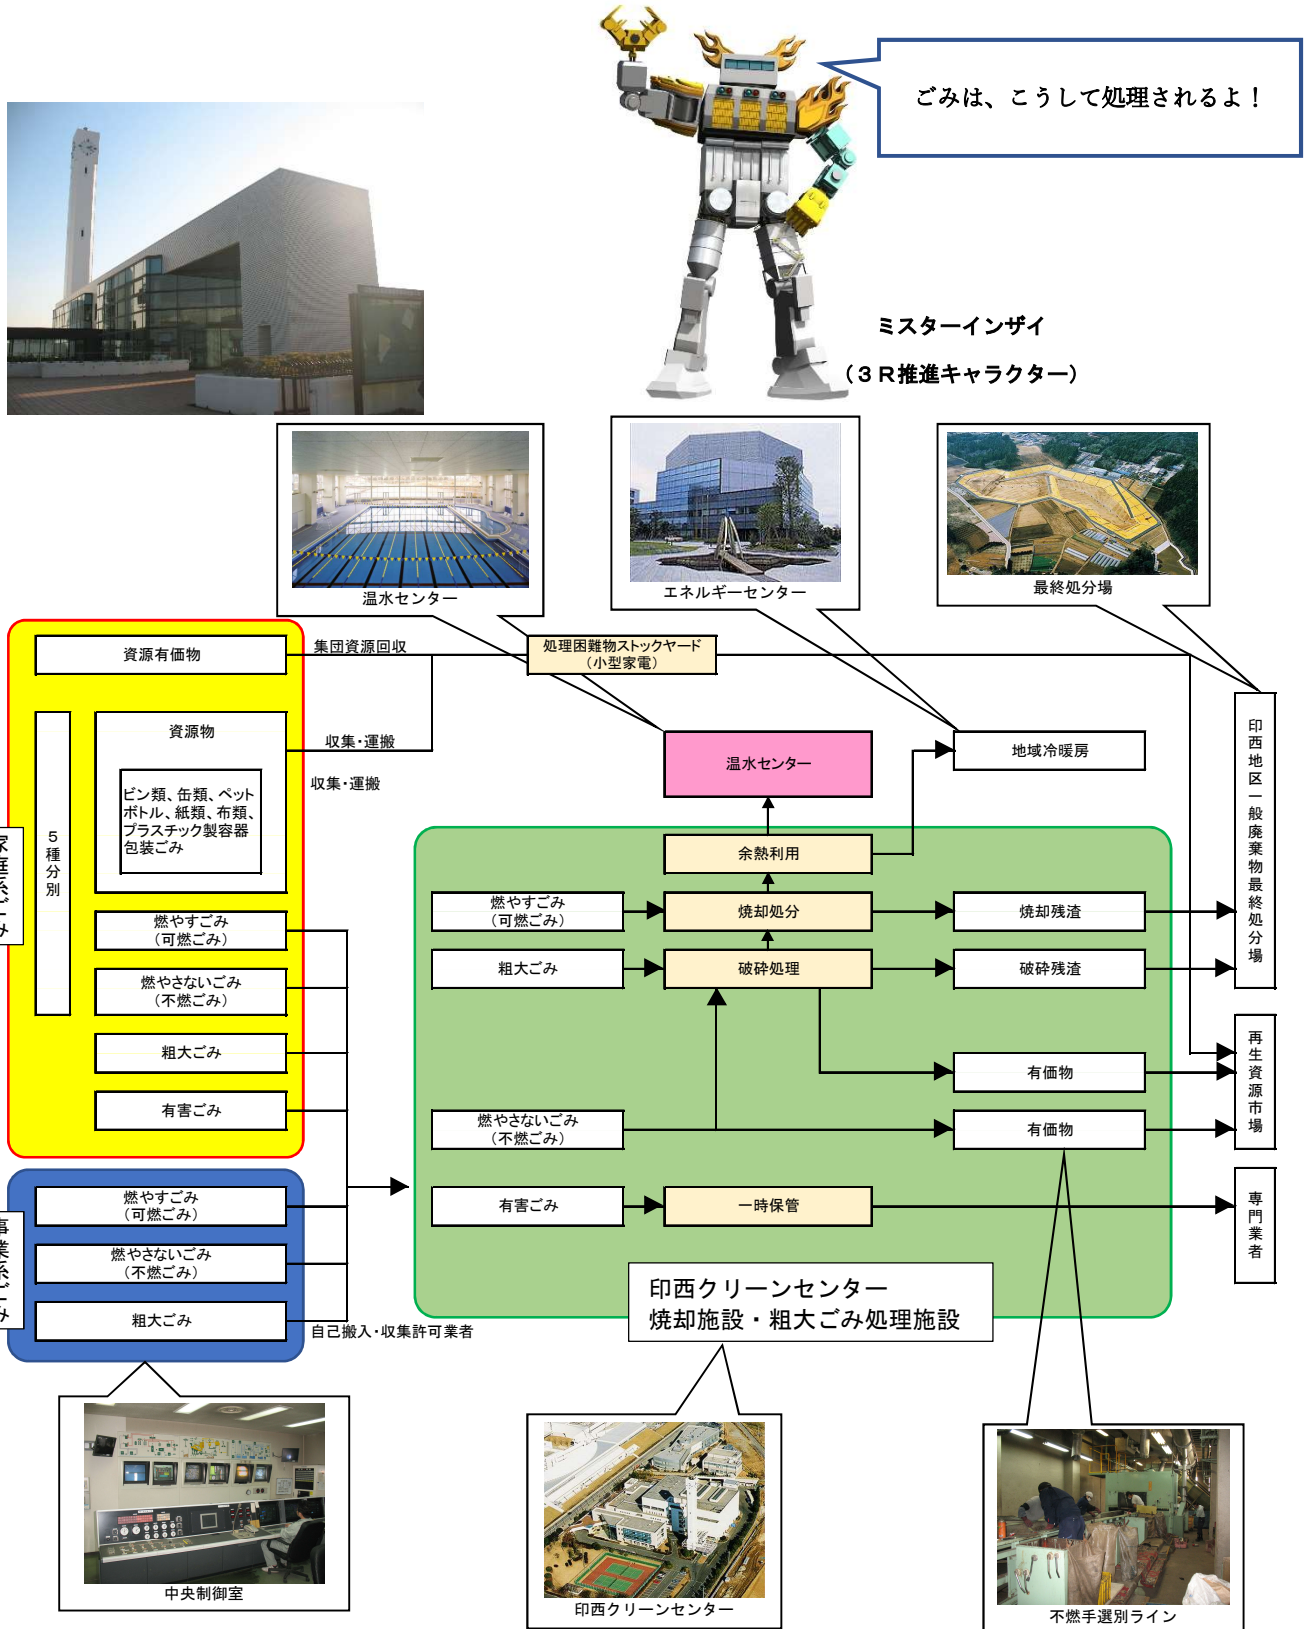 ごみは、こうして処理されるよ！
ミスターインザイ
（３Ｒ推進キャラクター）
温水センター
エネルギーセンター
最終処分場
資源有価物
集団資源回収
処理困難物ストックヤード
（小型家電）
家庭系ごみ
５種分別
資源物
ビン類、缶類、ペット
ボトル、紙類、布類、
プラスチック製容器
包装ごみ
収集・運搬
収集・運搬
燃やすごみ
（可燃ごみ）
燃やさないごみ
（不燃ごみ）
粗大ごみ
有害ごみ
事業系ごみ
燃やすごみ
（可燃ごみ）
燃やさないごみ
（不燃ごみ）
粗大ごみ
自己搬入・収集許可業者
温水センター
地域冷暖房
余熱利用
燃やすごみ
（可燃ごみ）
焼却処分
焼却残渣
粗大ごみ
破砕処理
破砕残渣
有価物
燃やさないごみ
（不燃ごみ）
有価物
有害ごみ
一時保管
印西クリーンセンター
焼却施設・粗大ごみ処理施設
印西地区一般廃棄物最終処分場
再生資源市場
専門業者
中央制御室
印西クリーンセンター
不燃手選別ライン